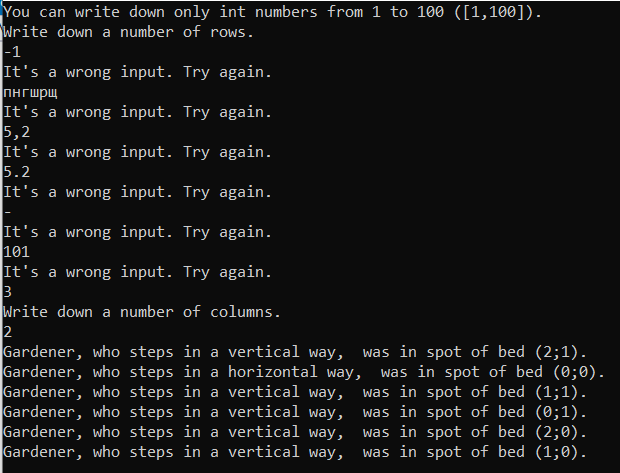 You can write down only int numbers from 1 to 100 ([1,100]).
Write down a number of rows.
-1
It's a wrong input. Try again.
пнгшрщ
It's a wrong input. Try again.
5,2
It's a wrong input. Try again.
5.2
It's a wrong input. Try again.
-
It's a wrong input. Try again.
101
It's a wrong input. Try again.
3
Write down a number of columns.
2
Gardener, who steps in a vertical way,  was in spot of bed (2;1).
Gardener, who steps in a horizontal way,  was in spot of bed (0;0).
Gardener, who steps in a vertical way,  was in spot of bed (1;1).
Gardener, who steps in a vertical way,  was in spot of bed (0;1).
Gardener, who steps in a vertical way,  was in spot of bed (2;0).
Gardener, who steps in a vertical way,  was in spot of bed (1;0).